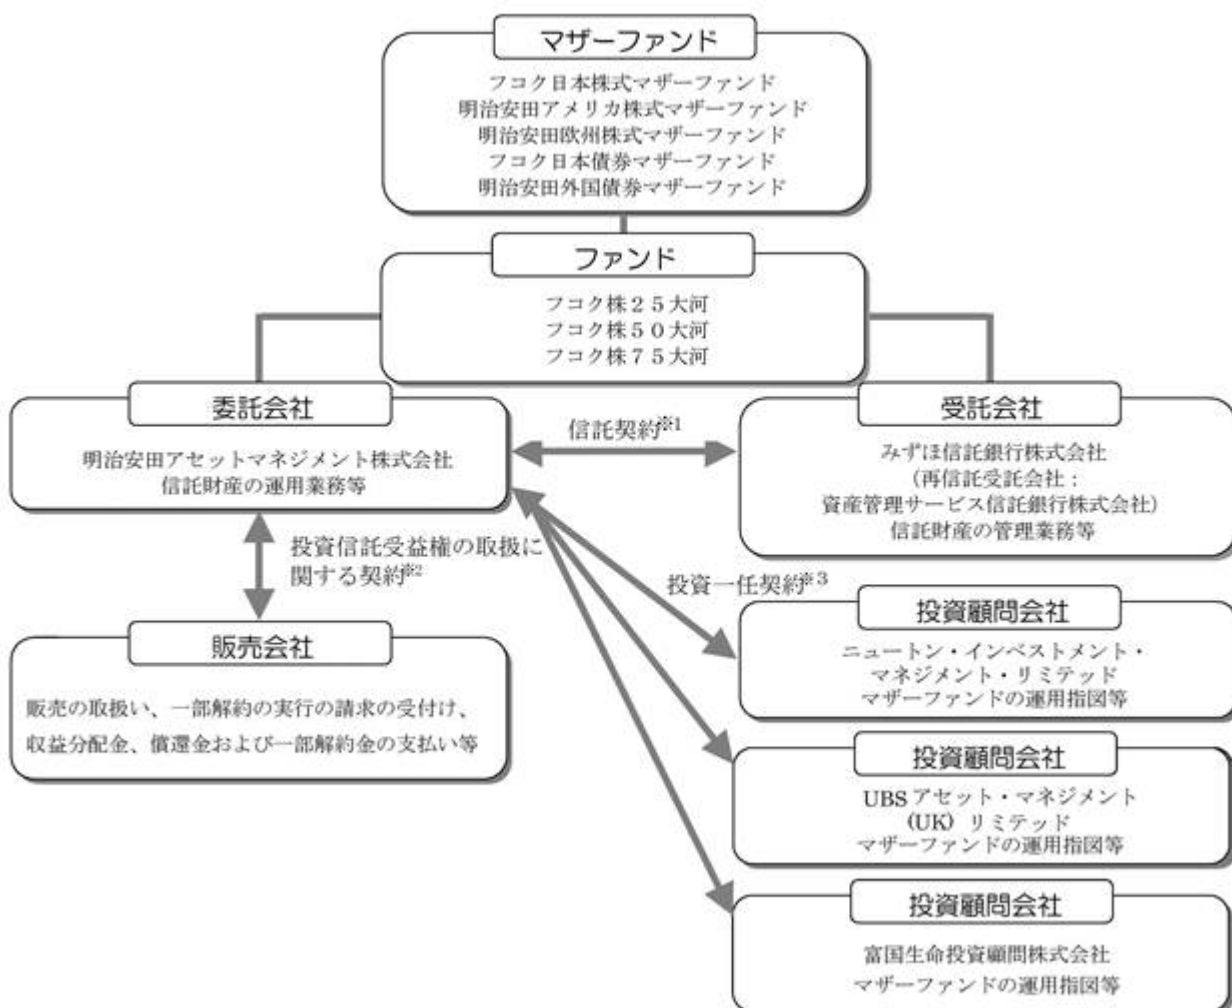 マザーファンド
フコク日本株式マザーファンド
明治安田アメリカ株式マザーファンド
明治安田欧州株式マザーファンド
フコク日本債券マザーファンド
明治安田外国債券マザーファンド
ファンド
フコク株25大河
フコク株50大河
フコク株75大河
委託会社
明治安田アセットマネジメント株式会社
信託財産の運用業務等
信託契約※1
受託会社
みずほ信託銀行株式会社
(再信託受託会社:
資産管理サービス信託銀行株式会社)
信託財産の管理業務等
投資信託受益権の取扱に
関する契約※2
投資一任契約※3
販売会社
販売の取扱い、一部解約の実行の請求の受付け、
収益分配金、償還金および一部解約金の支払い等
投資顧問会社
ニュートン・インベストメント・
マネジメント・リミテッド
マザーファンドの運用指図等
投資顧問会社
UBSアセット・マネジメント
(UK) リミテッド
マザーファンドの運用指図等
投資顧問会社
富国生命投資顧問株式会社
マザーファンドの運用指図等